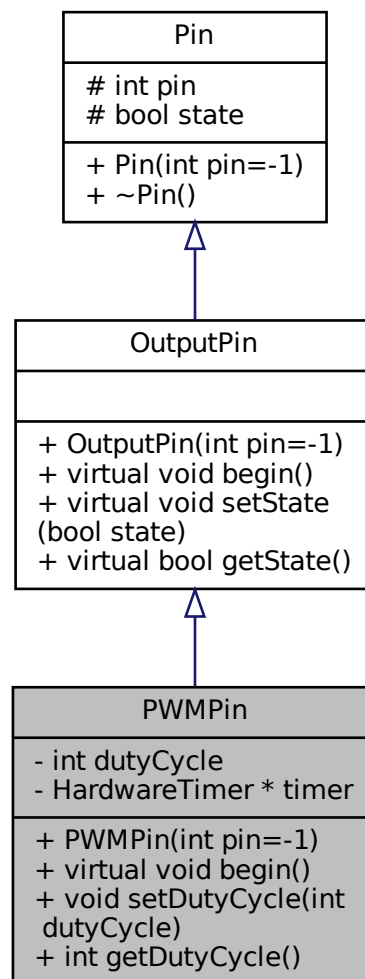 Pin
# int pin
# bool state
+ Pin(int pin=-1)
+ ~Pin()
OutputPin
+ OutputPin(int pin=-1)
+ virtual void begin()
+ virtual void setState
(bool state)
+ virtual bool getState()
PWMPin
- int dutyCycle
- HardwareTimer * timer
+ PWMPin(int pin=-1)
+ virtual void begin()
+ void setDutyCycle(int
dutyCycle)
+ int getDutyCycle()